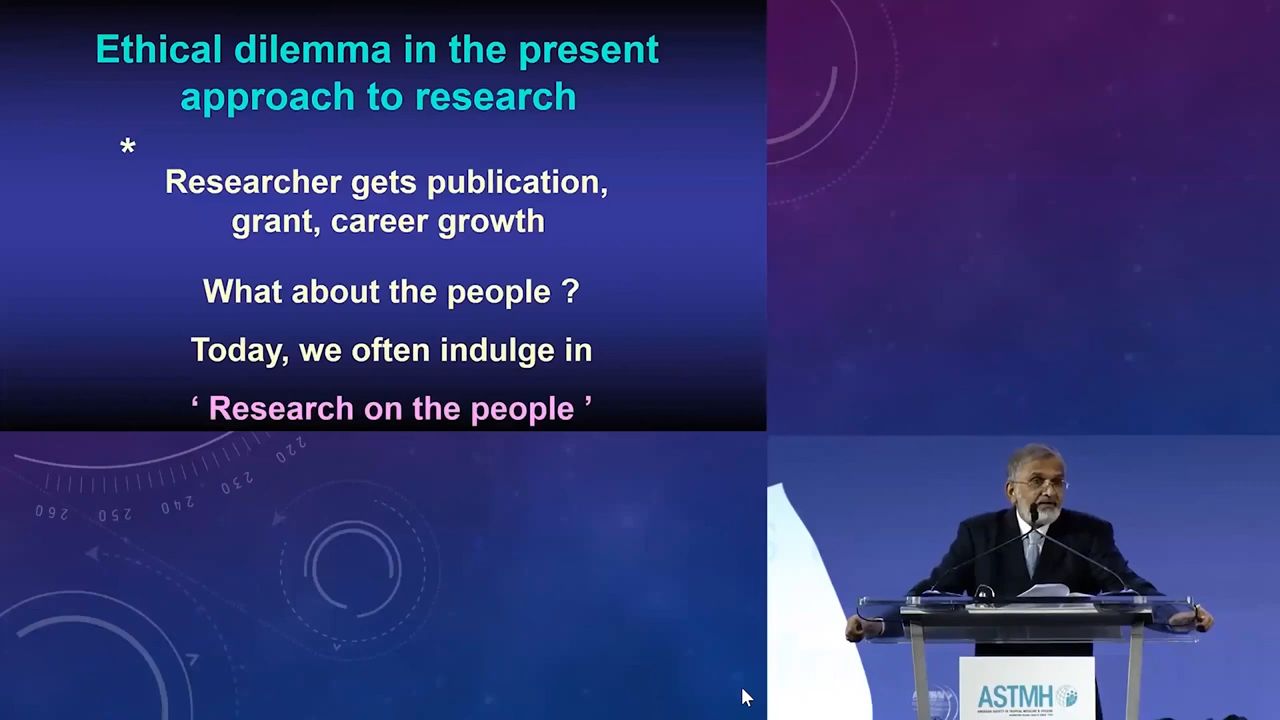 Ethical dilemma in the present
approach to research
*
Researcher gets publication,
grant, career growth
What about the people ?
Today, we often indulge in
‘ Research on the people ’
220
230
240
250
260
ASTMH